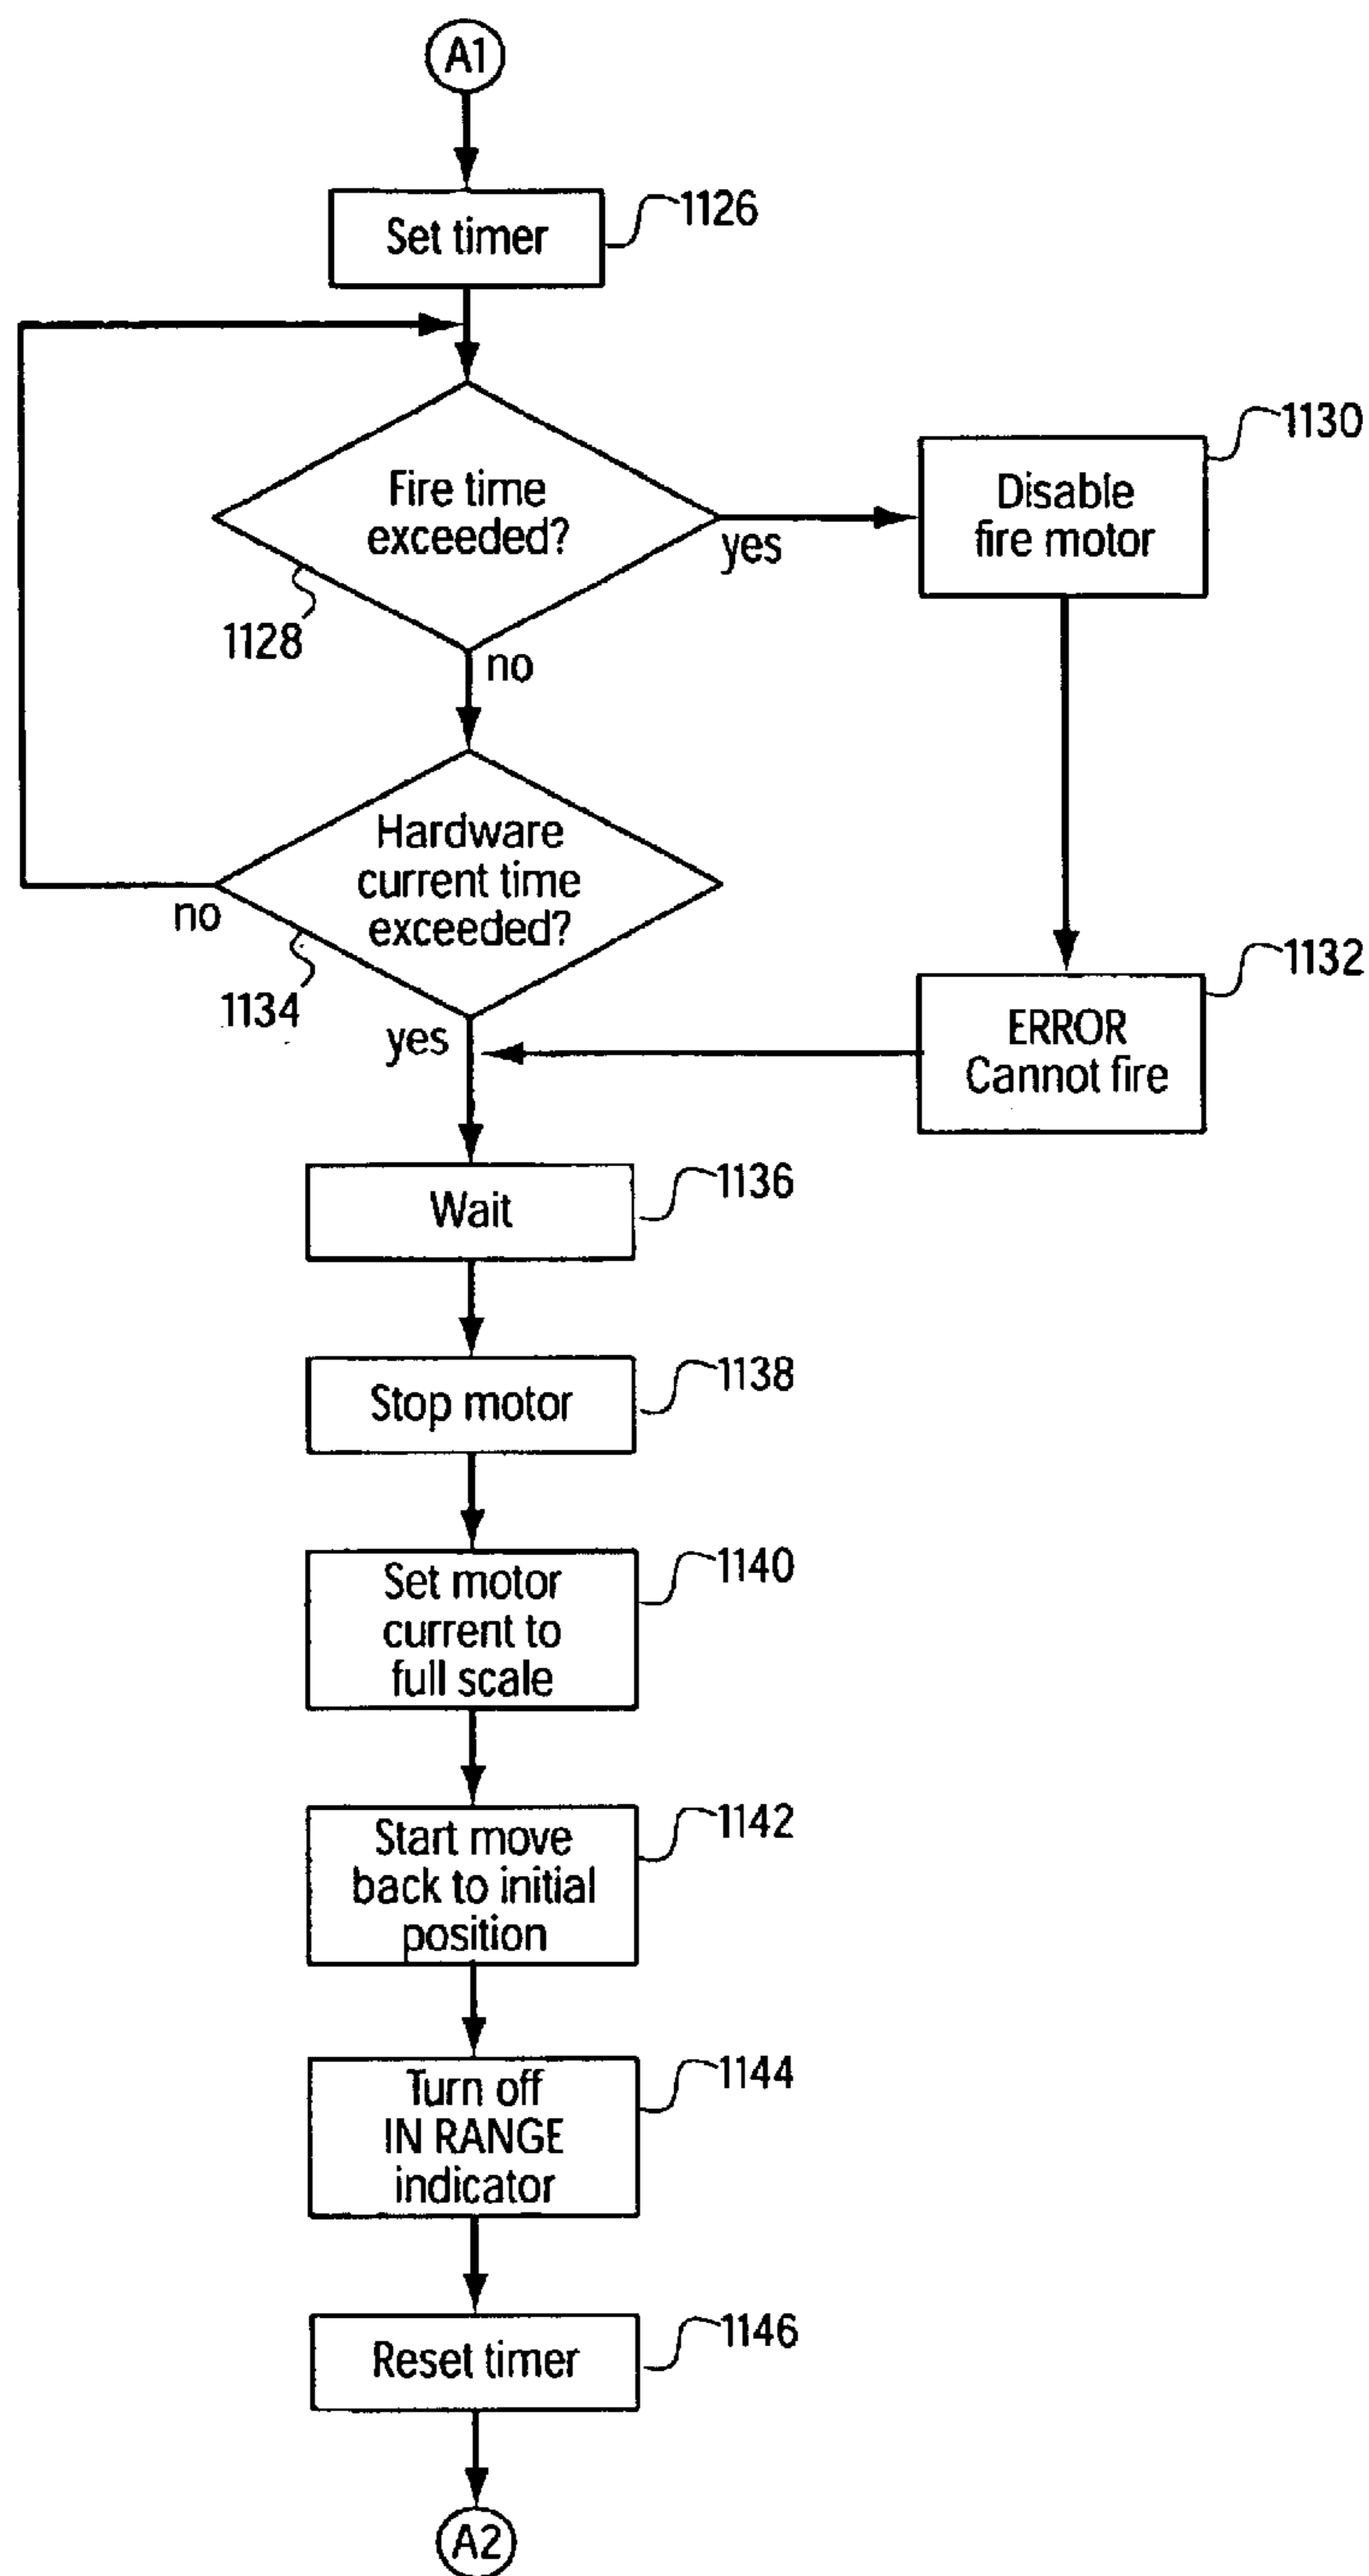 A1
Set timer
1126
Fire time
exceeded?
1128
yes
no
Disable
fire motor
1130
Hardware
current time
exceeded?
no
1134
yes
ERROR
Cannot fire
1132
Wait
1136
Stop motor
1138
Set motor
current to
full scale
1140
Start move
back to initial
position
1142
Turn off
IN RANGE
indicator
1144
Reset timer
1146
A2